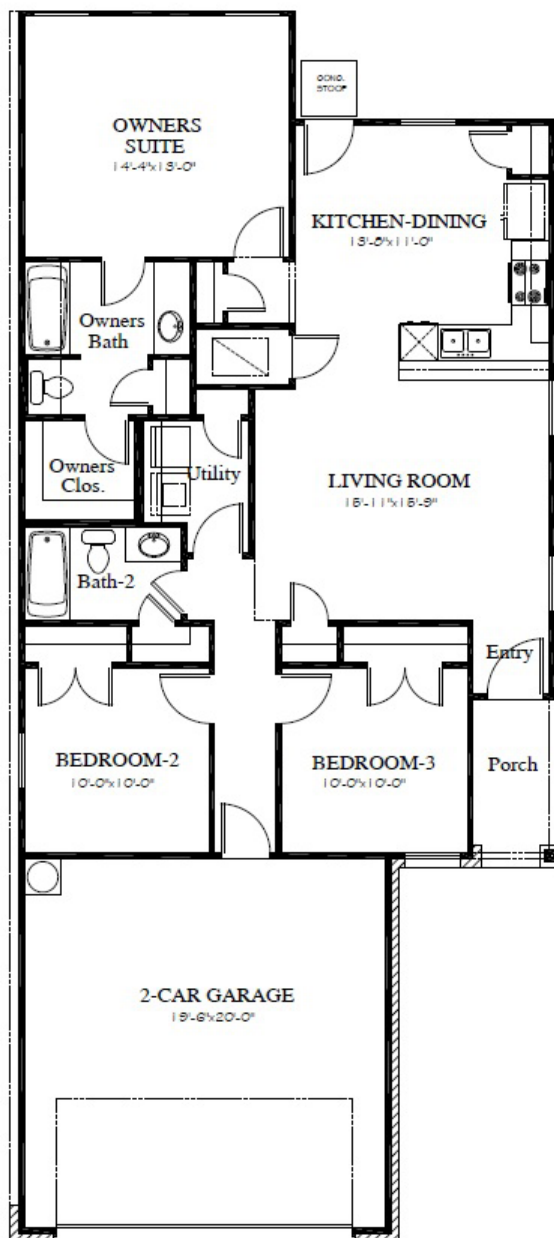 CONC.
STOOP
OWNERS
SUITE
14'-4"x13'-0"
KITCHEN-DINING
13'-8"x11'-0"
Owners
Bath
Owners
Clos.
Utility
LIVING ROOM
15'-11"x15'-9"
Bath-2
Entry
BEDROOM-2
10'-0"x10'-0"
BEDROOM-3
10'-0"x10'-0"
Porch
2-CAR GARAGE
19'-6"x20'-0"